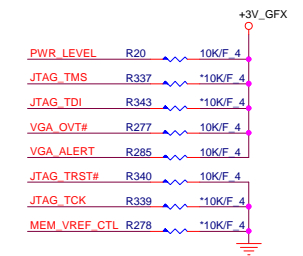 +3V_GFX
PWR_LEVEL R20 10K/F_4
JTAG_TMS R337 *10K/F_4
JTAG_TDI R343 *10K/F_4
VGA_OVT# R277 10K/F_4
VGA_ALERT R285 10K/F_4
JTAG_TRST# R340 10K/F_4
JTAG_TCK R339 *10K/F_4
MEM_VREF_CTL R278 *10K/F_4